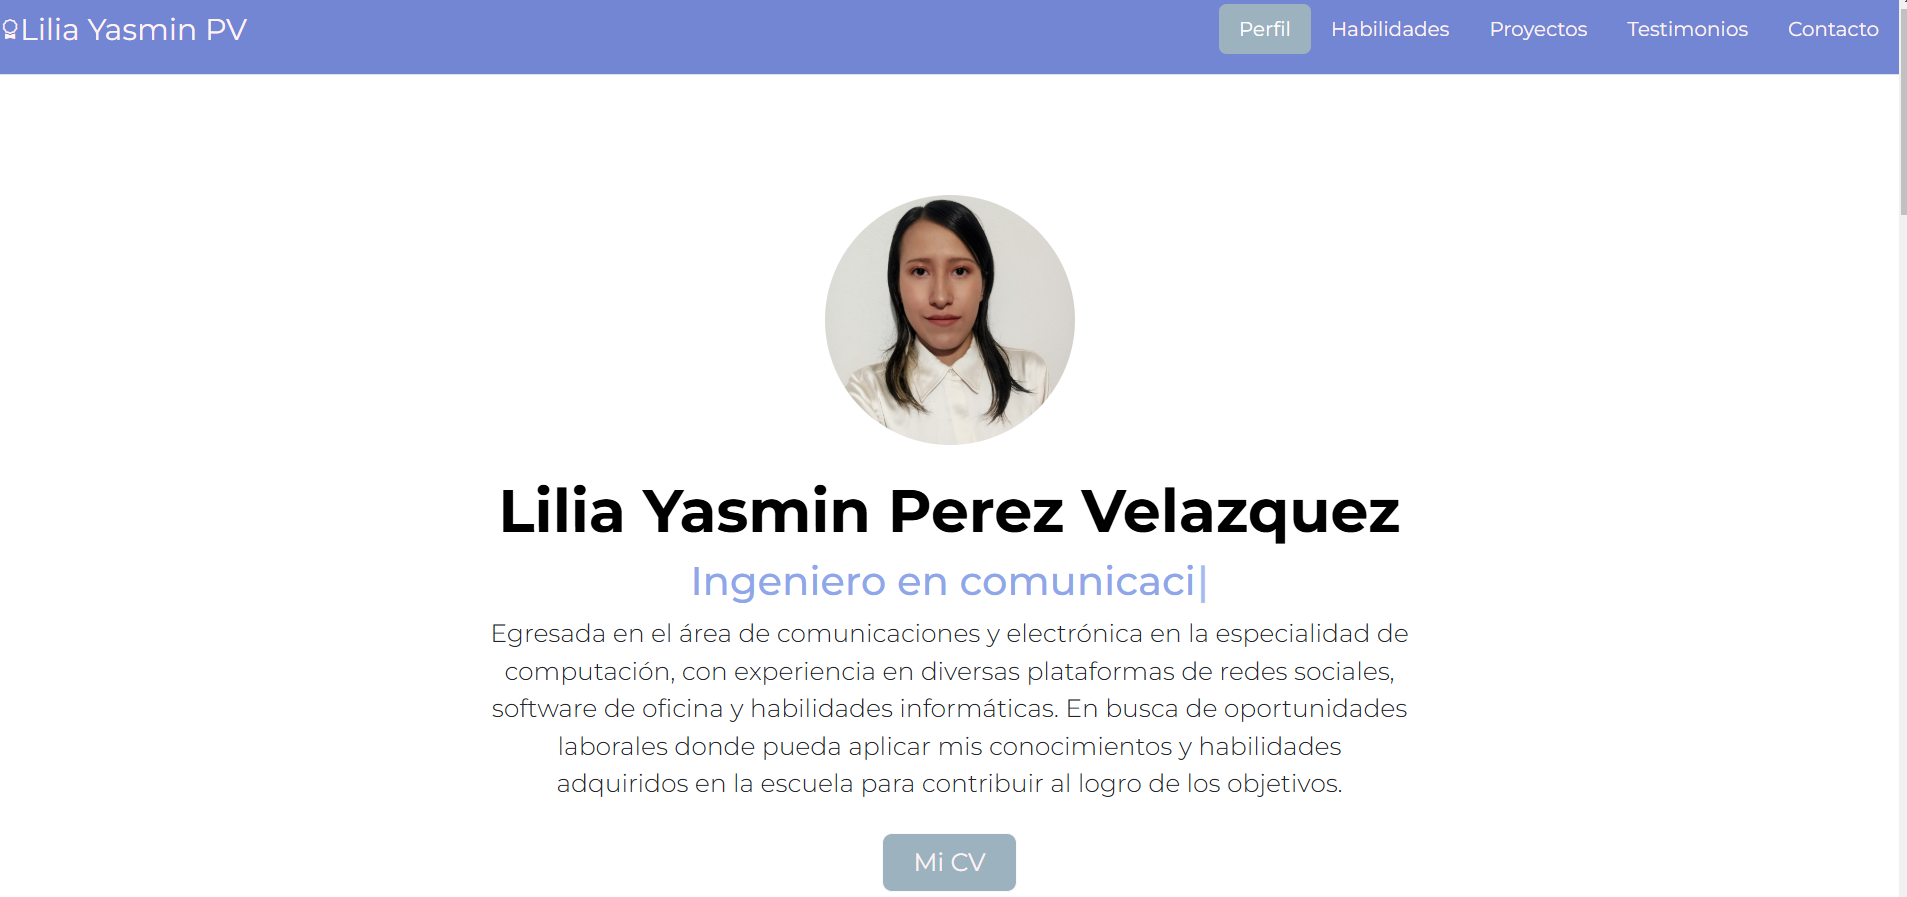 Lilia Yasmin PV
Perfil
Habilidades
Proyectos
Testimonios
Contacto
Lilia Yasmin Perez Velazquez
Ingeniero en comunicaci|
Egresada en el área de comunicaciones y electrónica en la especialidad de
computación, con experiencia en diversas plataformas de redes sociales,
software de oficina y habilidades informáticas. En busca de oportunidades
laborales donde pueda aplicar mis conocimientos y habilidades
adquiridos en la escuela para contribuir al logro de los objetivos.
Mi CV